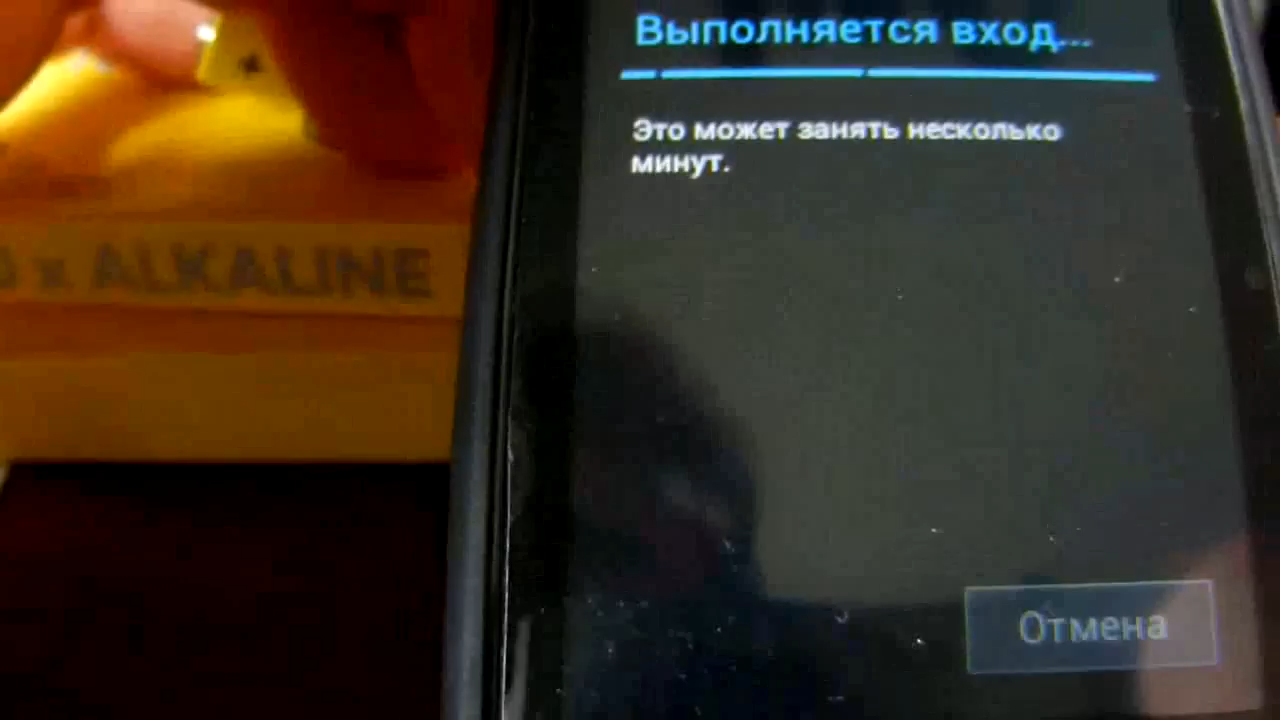 Выполняется вход...
Это может занять несколько
минут.
x ALKALINE
Отмена